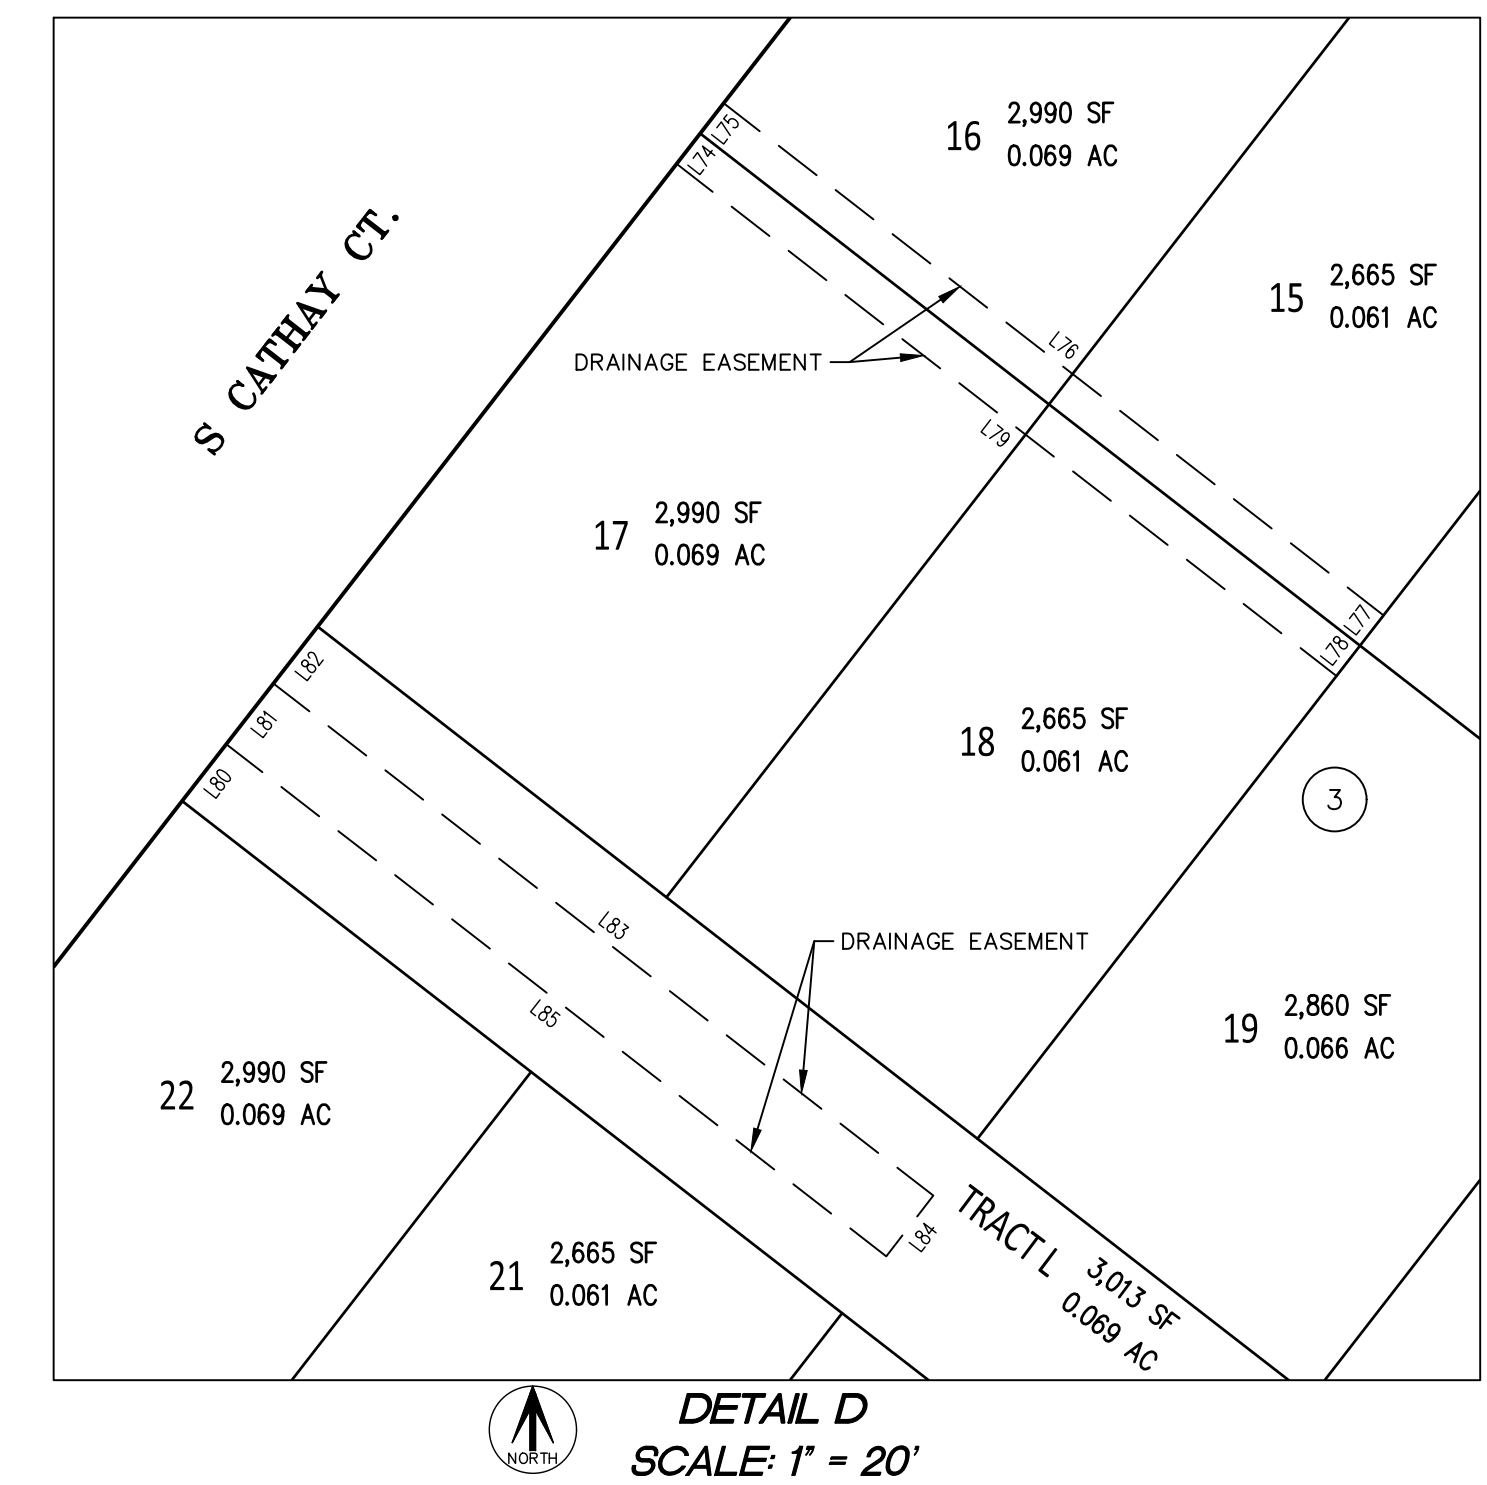 L75
L74
16
2,990 SF
0.069 AC
S CATHAY CT.
15
2,665 SF
0.061 AC
L76
DRAINAGE EASEMENT
L79
17
2,990 SF
0.069 AC
L77
L78
L82
L81
L80
18
2,665 SF
0.061 AC
3
L83
DRAINAGE EASEMENT
L85
19
2,860 SF
0.066 AC
22
2,990 SF
0.069 AC
L84
TRACT L
3,013 SF
0.069 AC
21
2,665 SF
0.061 AC
NORTH
DETAIL D
SCALE: 1" = 20'